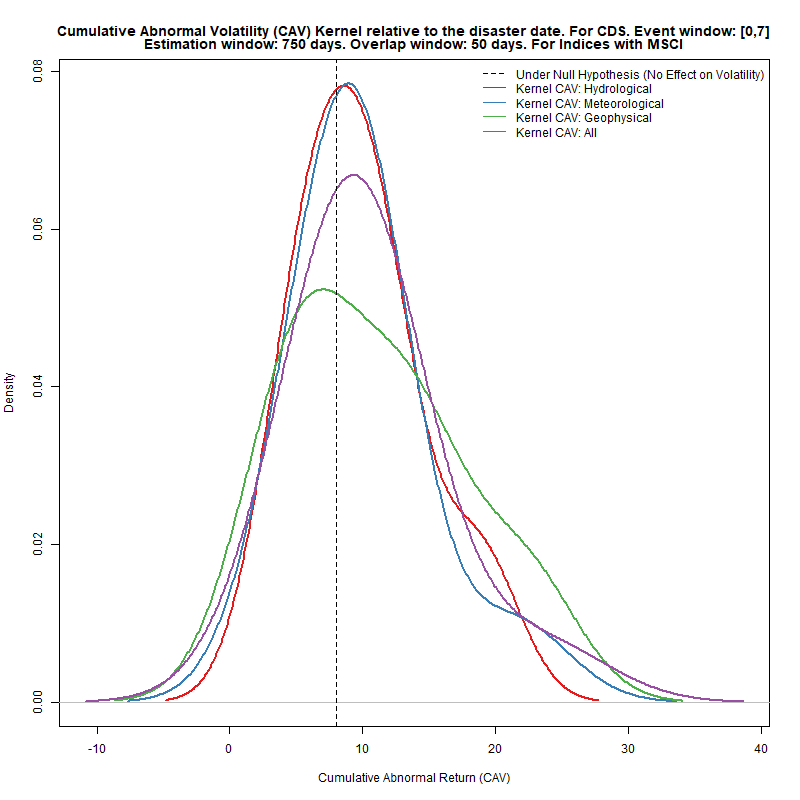 Cumulative Abnormal Volatility (CAV) Kernel relative to the disaster date. For CDS. Event window: [0,7]
Estimation window: 750 days. Overlap window: 50 days. For Indices with MSCI
Under Null Hypothesis (No Effect on Volatility)
Kernel CAV: Hydrological
Kernel CAV: Meteorological
Kernel CAV: Geophysical
Kernel CAV: All
0.08
0.06
0.04
0.02
0.00
Density
-10 0 10 20 30 40
Cumulative Abnormal Return (CAV)